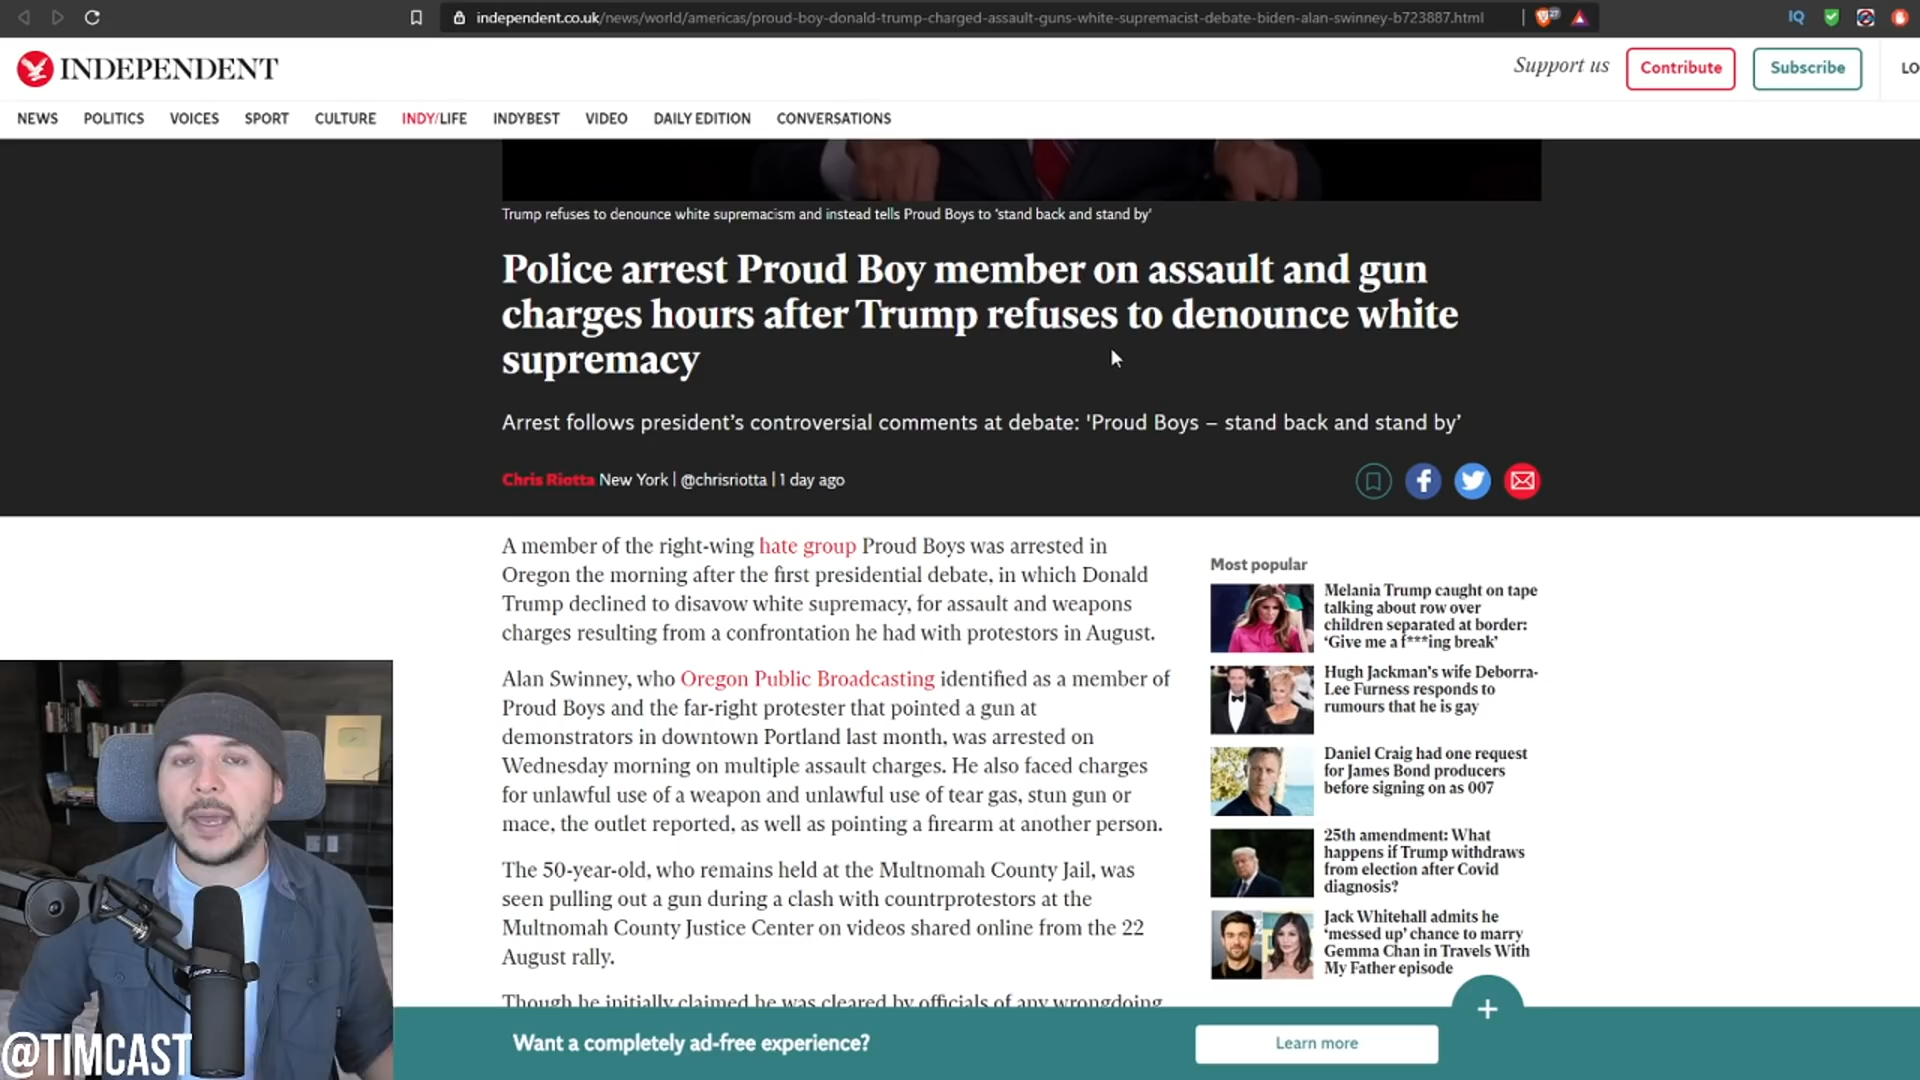 independent.co.uk/news/world/americas/proud-boy-donald-trump-charged-assault-guns-white-supremacist-debate-biden-alan-swinney-b723887.html
27
IQ
INDEPENDENT
Support us
Contribute
Subscribe
LO
NEWS
POLITICS
VOICES
SPORT
CULTURE
INDY/LIFE
INDYBEST
VIDEO
DAILY EDITION
CONVERSATIONS
Trump refuses to denounce white supremacism and instead tells Proud Boys to 'stand back and stand by'
Police arrest Proud Boy member on assault and gun
charges hours after Trump refuses to denounce white
supremacy
Arrest follows president's controversial comments at debate: 'Proud Boys – stand back and stand by'
Chris Riotta New York | @chrisriotta | 1 day ago
A member of the right-wing hate group Proud Boys was arrested in
Oregon the morning after the first presidential debate, in which Donald
Trump declined to disavow white supremacy, for assault and weapons
charges resulting from a confrontation he had with protestors in August.
Alan Swinney, who Oregon Public Broadcasting identified as a member of
Proud Boys and the far-right protester that pointed a gun at
demonstrators in downtown Portland last month, was arrested on
Wednesday morning on multiple assault charges. He also faced charges
for unlawful use of a weapon and unlawful use of tear gas, stun gun or
mace, the outlet reported, as well as pointing a firearm at another person.
The 50-year-old, who remains held at the Multnomah County Jail, was
seen pulling out a gun during a clash with countrprotestors at the
Multnomah County Justice Center on videos shared online from the 22
August rally.
Though he initially claimed he was cleared by officials of any wrongdoing
Most popular
Melania Trump caught on tape
talking about row over
children separated at border:
'Give me a f***ing break'
Hugh Jackman's wife Deborra-
Lee Furness responds to
rumours that he is gay
Daniel Craig had one request
for James Bond producers
before signing on as 007
25th amendment: What
happens if Trump withdraws
from election after Covid
diagnosis?
Jack Whitehall admits he
'messed up' chance to marry
Gemma Chan in Travels With
My Father episode
Want a completely ad-free experience?
Learn more
+
@TIMCAST